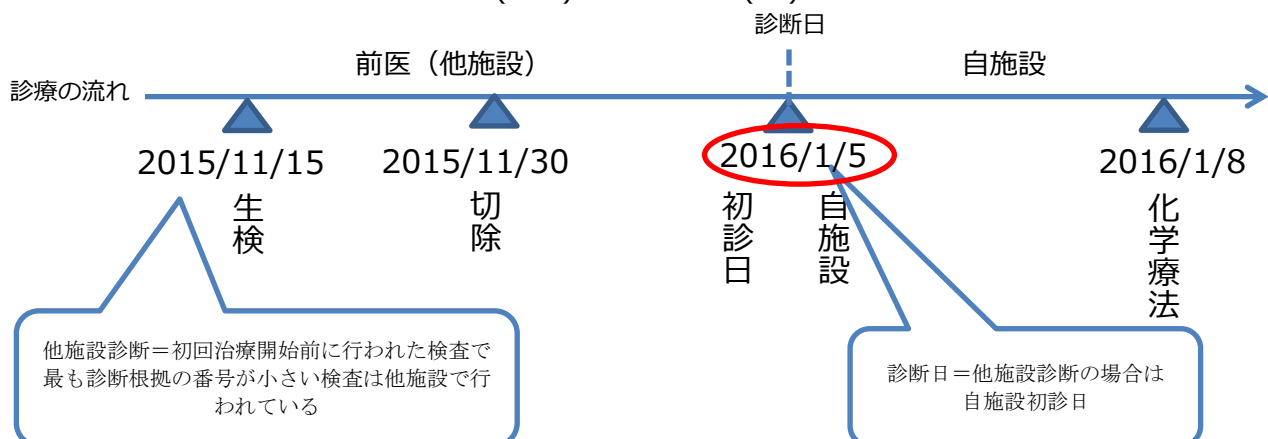 診断日
前医（他施設）
自施設
診療の流れ
2015/11/15
生検
2015/11/30
切除
2016/1/5
初診日
自施設
2016/1/8
化学療法
他施設診断＝初回治療開始前に行われた検査で
最も診断根拠の番号が小さい検査は他施設で行
われている
診断日＝他施設診断の場合は
自施設初診日